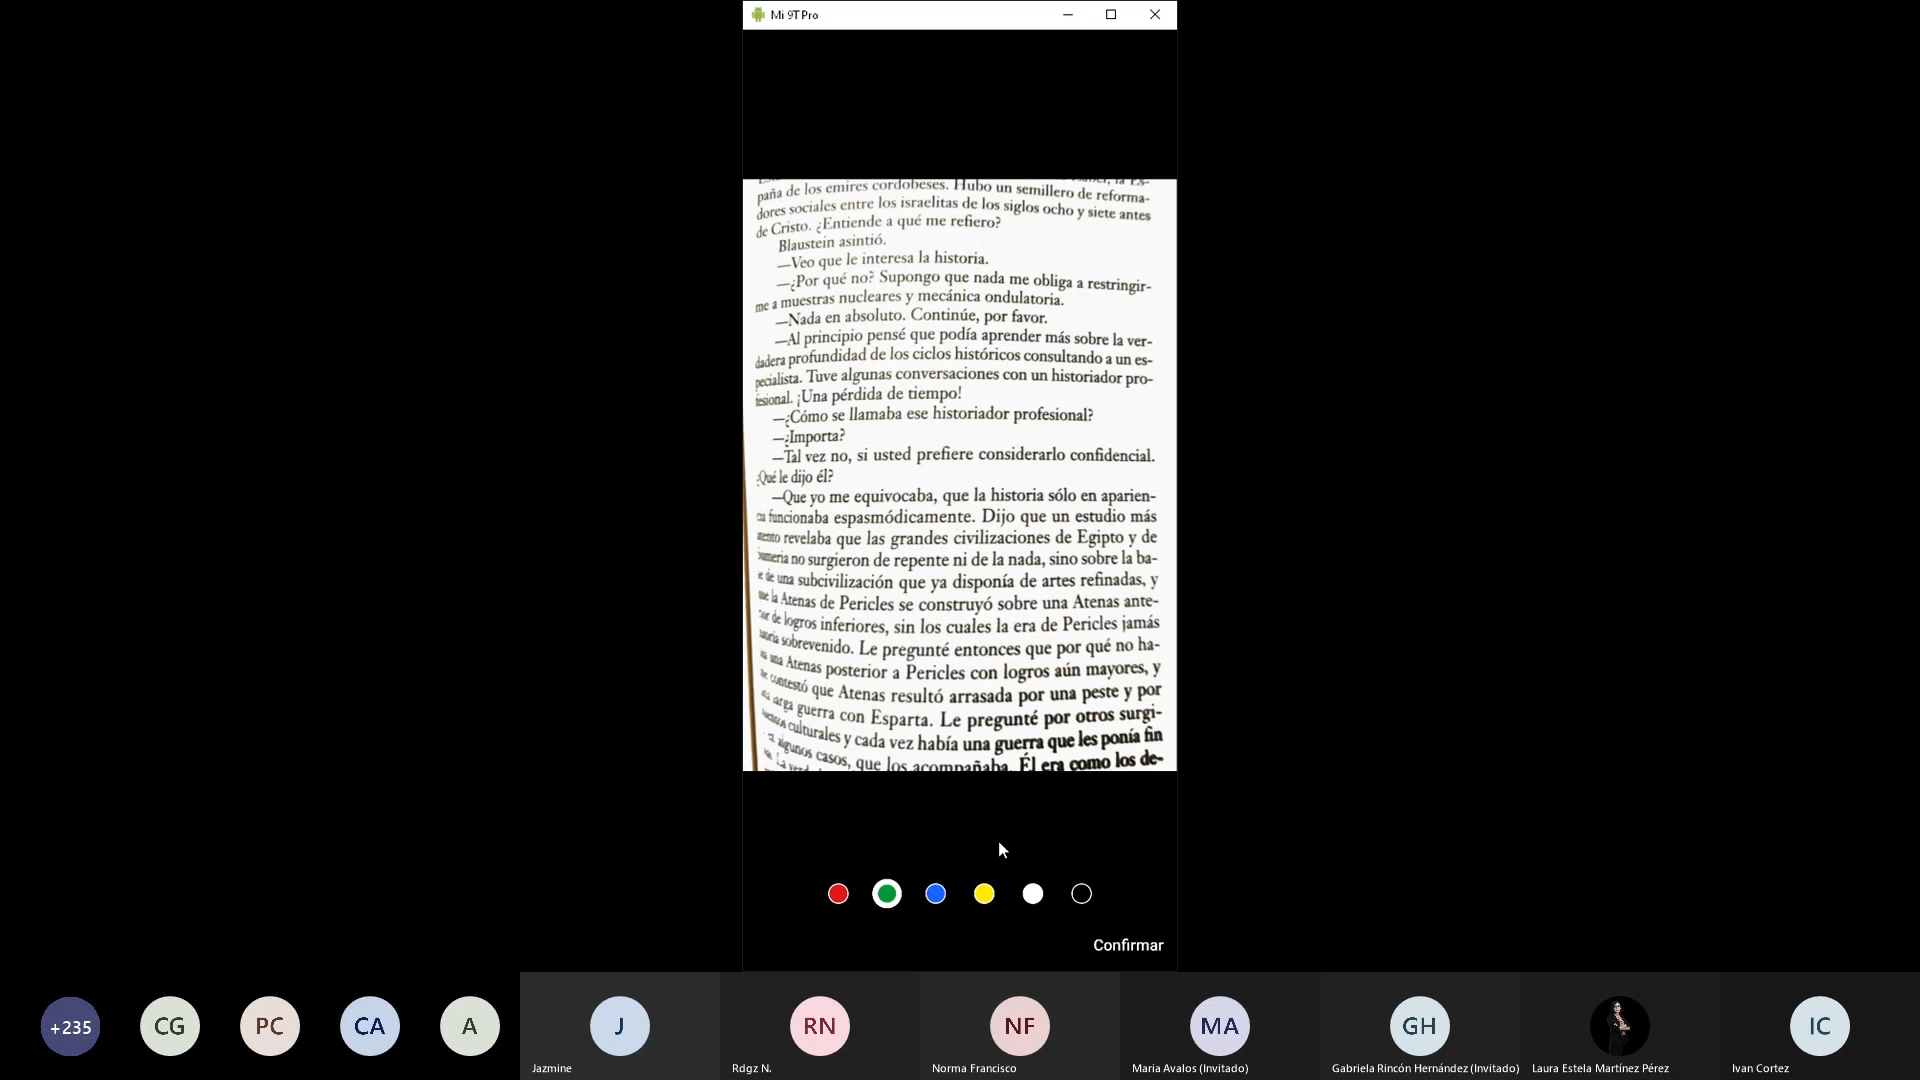 Mi 9T Pro
paña de los emires cordobeses. Hubo un semillero de reforma-
dores sociales entre los israelitas de los siglos ocho y siete antes
de Cristo. ¿Entiende a qué me refiero?
Blaustein asintió.
—Veo que le interesa la historia.
—¿Por qué no? Supongo que nada me obliga a restringir-
me a muestras nucleares y mecánica ondulatoria.
—Nada en absoluto. Continúe, por favor.
—Al principio pensé que podía aprender más sobre la ver-
dadera profundidad de los ciclos históricos consultando a un es-
pecialista. Tuve algunas conversaciones con un historiador pro-
fesional. ¡Una pérdida de tiempo!
—¿Cómo se llamaba ese historiador profesional?
—¿Importa?
—Tal vez no, si usted prefiere considerarlo confidencial.
¿Qué le dijo él?
—Que yo me equivocaba, que la historia sólo en aparien-
cia funcionaba espasmódicamente. Dijo que un estudio más
atento revelaba que las grandes civilizaciones de Egipto y de
Sumeria no surgieron de repente ni de la nada, sino sobre la ba-
se de una subcivilización que ya disponía de artes refinadas, y
que la Atenas de Pericles se construyó sobre una Atenas ante-
rior de logros inferiores, sin los cuales la era de Pericles jamás
sobrevenido. Le pregunté entonces que por qué no ha-
una Atenas posterior a Pericles con logros aún mayores, y
contestó que Atenas resultó arrasada por una peste y por
larga guerra con Esparta. Le pregunté por otros surgi-
culturales y cada vez había una guerra que les ponía fin
algunos casos, que los acompañaba. Él era como los de-
Confirmar
+235
CG
PC
CA
A
J
RN
NF
MA
GH
IC
Jazmine
Rdgz N.
Norma Francisco
Maria Avalos (Invitado)
Gabriela Rincón Hernández (Invitado)
Laura Estela Martínez Pérez
Ivan Cortez